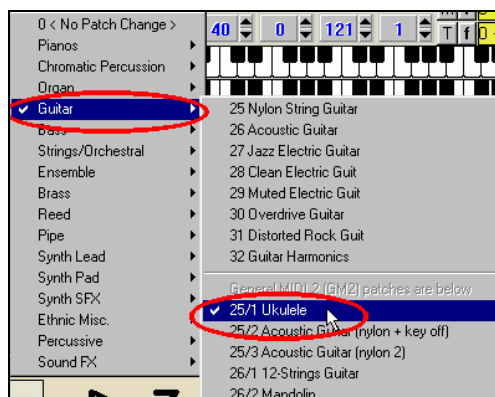 0 < No Patch Change >
Pianos
Chromatic Percussion
Organ
Guitar
Bass
Strings/Orchestral
Ensemble
Brass
Reed
Pipe
Synth Lead
Synth Pad
Synth SFX
Ethnic Misc.
Percussive
Sound FX
40 0 121 1 T f 0
25 Nylon String Guitar
26 Acoustic Guitar
27 Jazz Electric Guitar
28 Clean Electric Guit
29 Muted Electric Guit
30 Overdrive Guitar
31 Distorted Rock Guit
32 Guitar Harmonics
General MIDI 2 (GM2) patches are below
25/1 Ukulele
25/2 Acoustic Guitar (nylon + key off)
25/3 Acoustic Guitar (nylon 2)
26/1 12-Strings Guitar
26/2 Mandolin